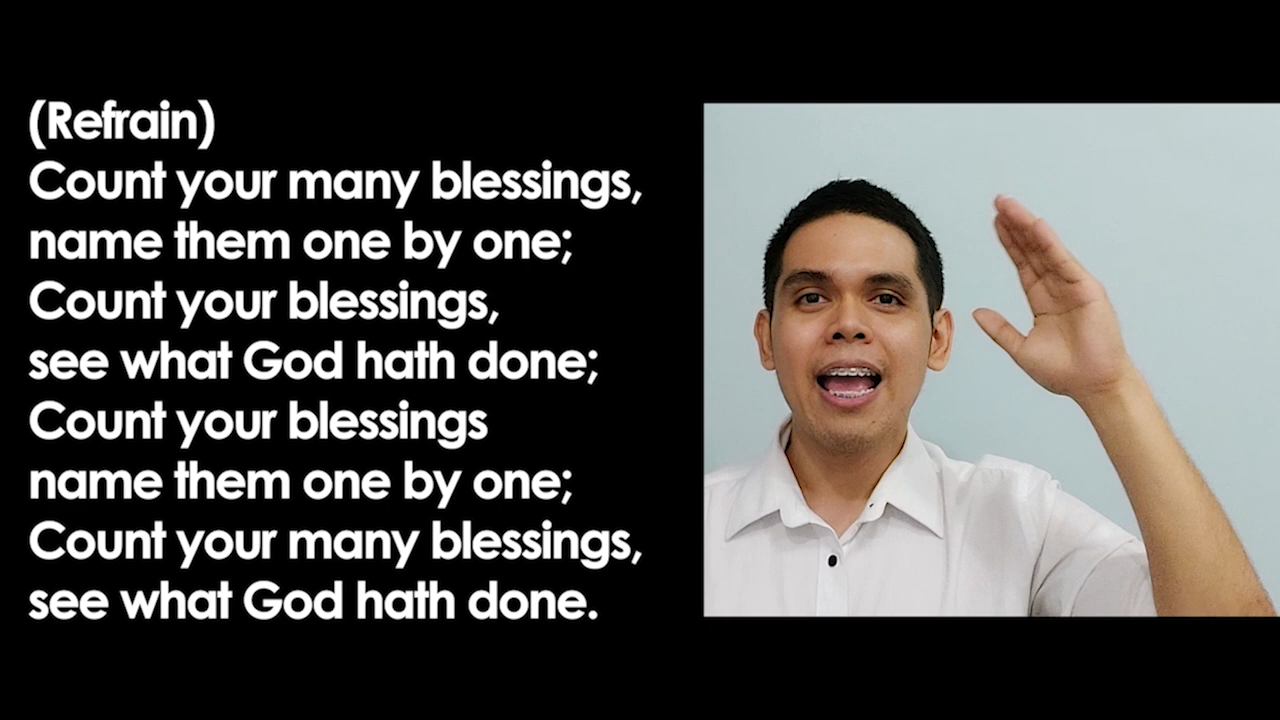 (Refrain)
Count your many blessings,
name them one by one;
Count your blessings,
see what God hath done;
Count your blessings
name them one by one;
Count your many blessings,
see what God hath done.